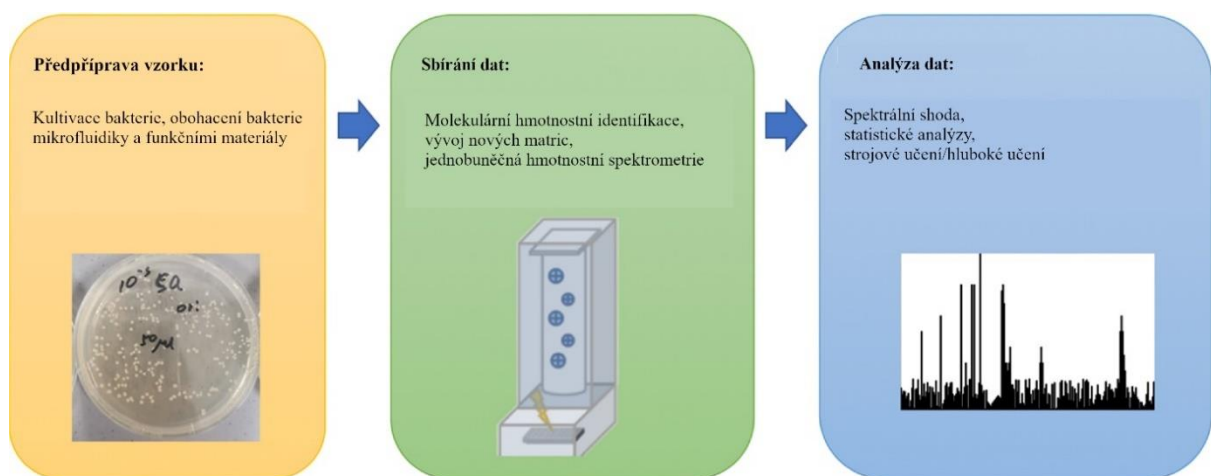 Předpříprava vzorku:
Kultivace bakterie, obohacení bakterie
mikrofluidiky a funkčními materiály
Sbírání dat:
Molekulární hmotnostní identifikace,
vývoj nových matric,
jednobuněčná hmotnostní spektrometrie
Analýza dat:
Spektrální shoda,
statistické analýzy,
strojové učení/hluboké učení
50μl